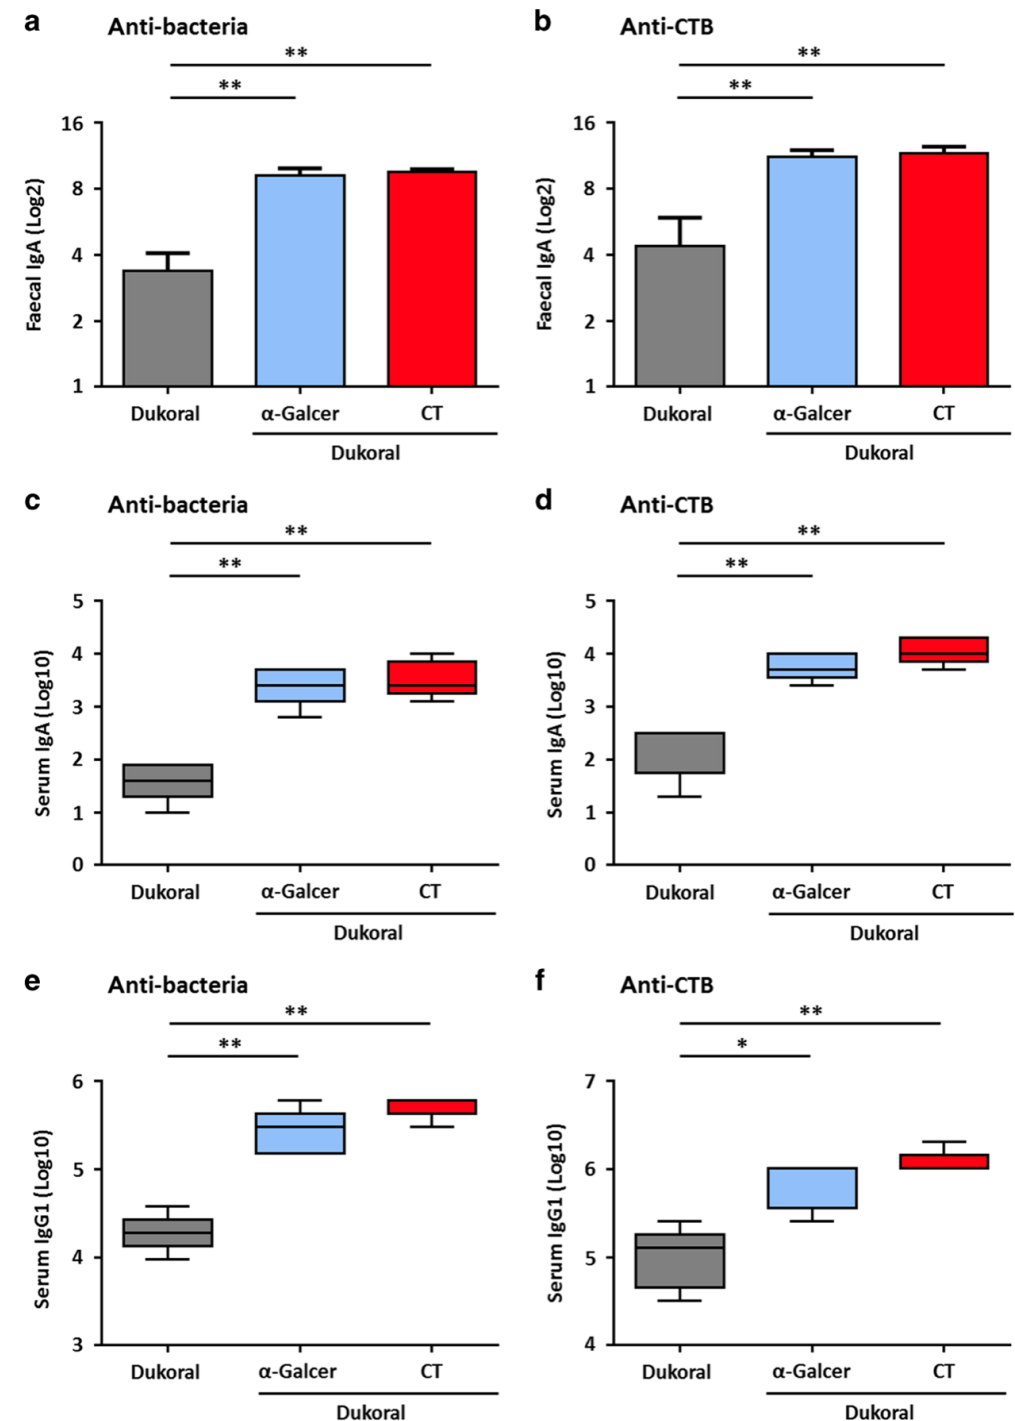 a Anti-bacteria
**
**
Faecal IgA (Log2)
16
8
4
2
1
Dukoral α-Galcer CT
Dukoral
b Anti-CTB
**
**
Faecal IgA (Log2)
16
8
4
2
1
Dukoral α-Galcer CT
Dukoral
c Anti-bacteria
**
**
Serum IgA (Log10)
5
4
3
2
1
0
Dukoral α-Galcer CT
Dukoral
d Anti-CTB
**
**
Serum IgA (Log10)
5
4
3
2
1
0
Dukoral α-Galcer CT
Dukoral
e Anti-bacteria
**
**
Serum IgG1 (Log10)
6
5
4
3
Dukoral α-Galcer CT
Dukoral
f Anti-CTB
**
*
Serum IgG1 (Log10)
7
6
5
4
Dukoral α-Galcer CT
Dukoral